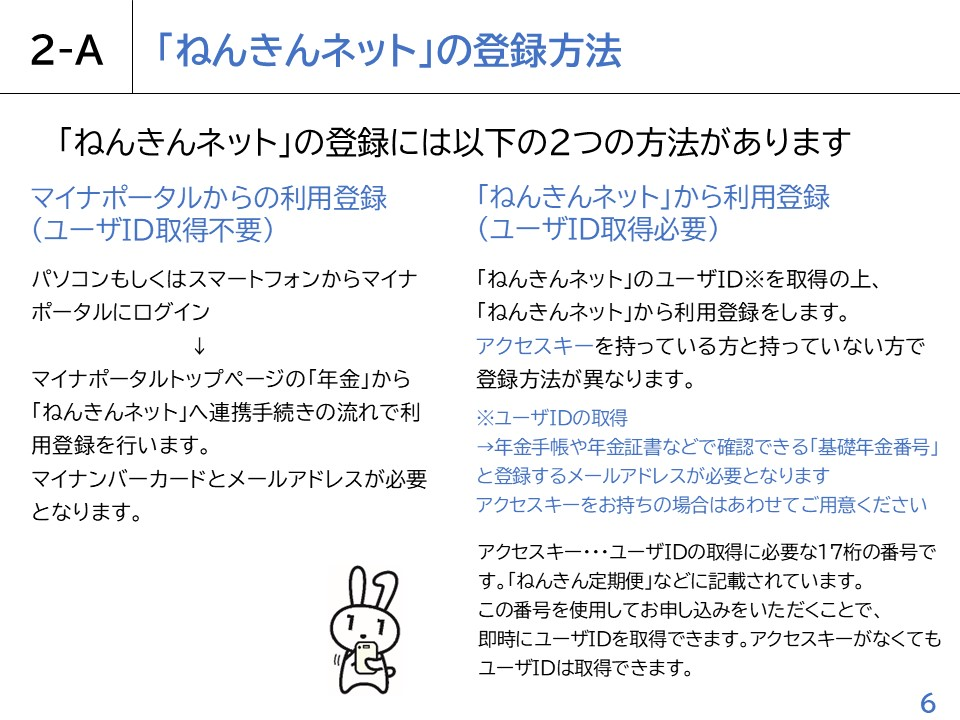 2-A
「ねんきんネット」の登録方法
「ねんきんネット」の登録には以下の2つの方法があります
マイナポータルからの利用登録
(ユーザID取得不要)
パソコンもしくはスマートフォンからマイナ
ポータルにログイン
↓
マイナポータルトップページの「年金」から
「ねんきんネット」へ連携手続きの流れで利
用登録を行います。
マイナンバーカードとメールアドレスが必要
となります。
「ねんきんネット」から利用登録
(ユーザID取得必要)
「ねんきんネット」のユーザID※を取得の上、
「ねんきんネット」から利用登録をします。
アクセスキーを持っている方と持っていない方で
登録方法が異なります。
※ユーザIDの取得
→年金手帳や年金証書などで確認できる「基礎年金番号」
と登録するメールアドレスが必要となります
アクセスキーをお持ちの場合はあわせてご用意ください
アクセスキー・・・ユーザIDの取得に必要な17桁の番号で
す。「ねんきん定期便」などに記載されています。
この番号を使用してお申し込みをいただくことで、
即時にユーザIDを取得できます。アクセスキーがなくても
ユーザIDは取得できます。
6